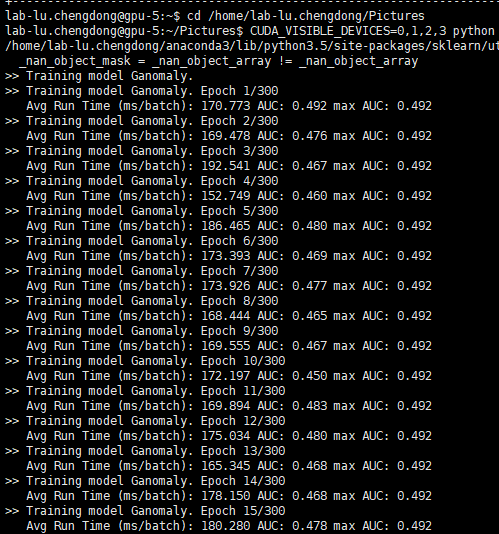 lab-lu.chengdong@gpu-5:~$ cd /home/lab-lu.chengdong/Pictures
lab-lu.chengdong@gpu-5:~/Pictures$ CUDA_VISIBLE_DEVICES=0,1,2,3 python
/home/lab-lu.chengdong/anaconda3/lib/python3.5/site-packages/sklearn/ut
  _nan_object_mask = _nan_object_array != _nan_object_array
>> Training model Ganomaly.
>> Training model Ganomaly. Epoch 1/300
   Avg Run Time (ms/batch): 170.773 AUC: 0.492 max AUC: 0.492
>> Training model Ganomaly. Epoch 2/300
   Avg Run Time (ms/batch): 169.478 AUC: 0.476 max AUC: 0.492
>> Training model Ganomaly. Epoch 3/300
   Avg Run Time (ms/batch): 192.541 AUC: 0.467 max AUC: 0.492
>> Training model Ganomaly. Epoch 4/300
   Avg Run Time (ms/batch): 152.749 AUC: 0.460 max AUC: 0.492
>> Training model Ganomaly. Epoch 5/300
   Avg Run Time (ms/batch): 186.465 AUC: 0.480 max AUC: 0.492
>> Training model Ganomaly. Epoch 6/300
   Avg Run Time (ms/batch): 173.393 AUC: 0.469 max AUC: 0.492
>> Training model Ganomaly. Epoch 7/300
   Avg Run Time (ms/batch): 173.926 AUC: 0.477 max AUC: 0.492
>> Training model Ganomaly. Epoch 8/300
   Avg Run Time (ms/batch): 168.444 AUC: 0.465 max AUC: 0.492
>> Training model Ganomaly. Epoch 9/300
   Avg Run Time (ms/batch): 169.555 AUC: 0.467 max AUC: 0.492
>> Training model Ganomaly. Epoch 10/300
   Avg Run Time (ms/batch): 172.197 AUC: 0.450 max AUC: 0.492
>> Training model Ganomaly. Epoch 11/300
   Avg Run Time (ms/batch): 169.894 AUC: 0.483 max AUC: 0.492
>> Training model Ganomaly. Epoch 12/300
   Avg Run Time (ms/batch): 175.034 AUC: 0.480 max AUC: 0.492
>> Training model Ganomaly. Epoch 13/300
   Avg Run Time (ms/batch): 165.345 AUC: 0.468 max AUC: 0.492
>> Training model Ganomaly. Epoch 14/300
   Avg Run Time (ms/batch): 178.150 AUC: 0.468 max AUC: 0.492
>> Training model Ganomaly. Epoch 15/300
   Avg Run Time (ms/batch): 180.280 AUC: 0.478 max AUC: 0.492